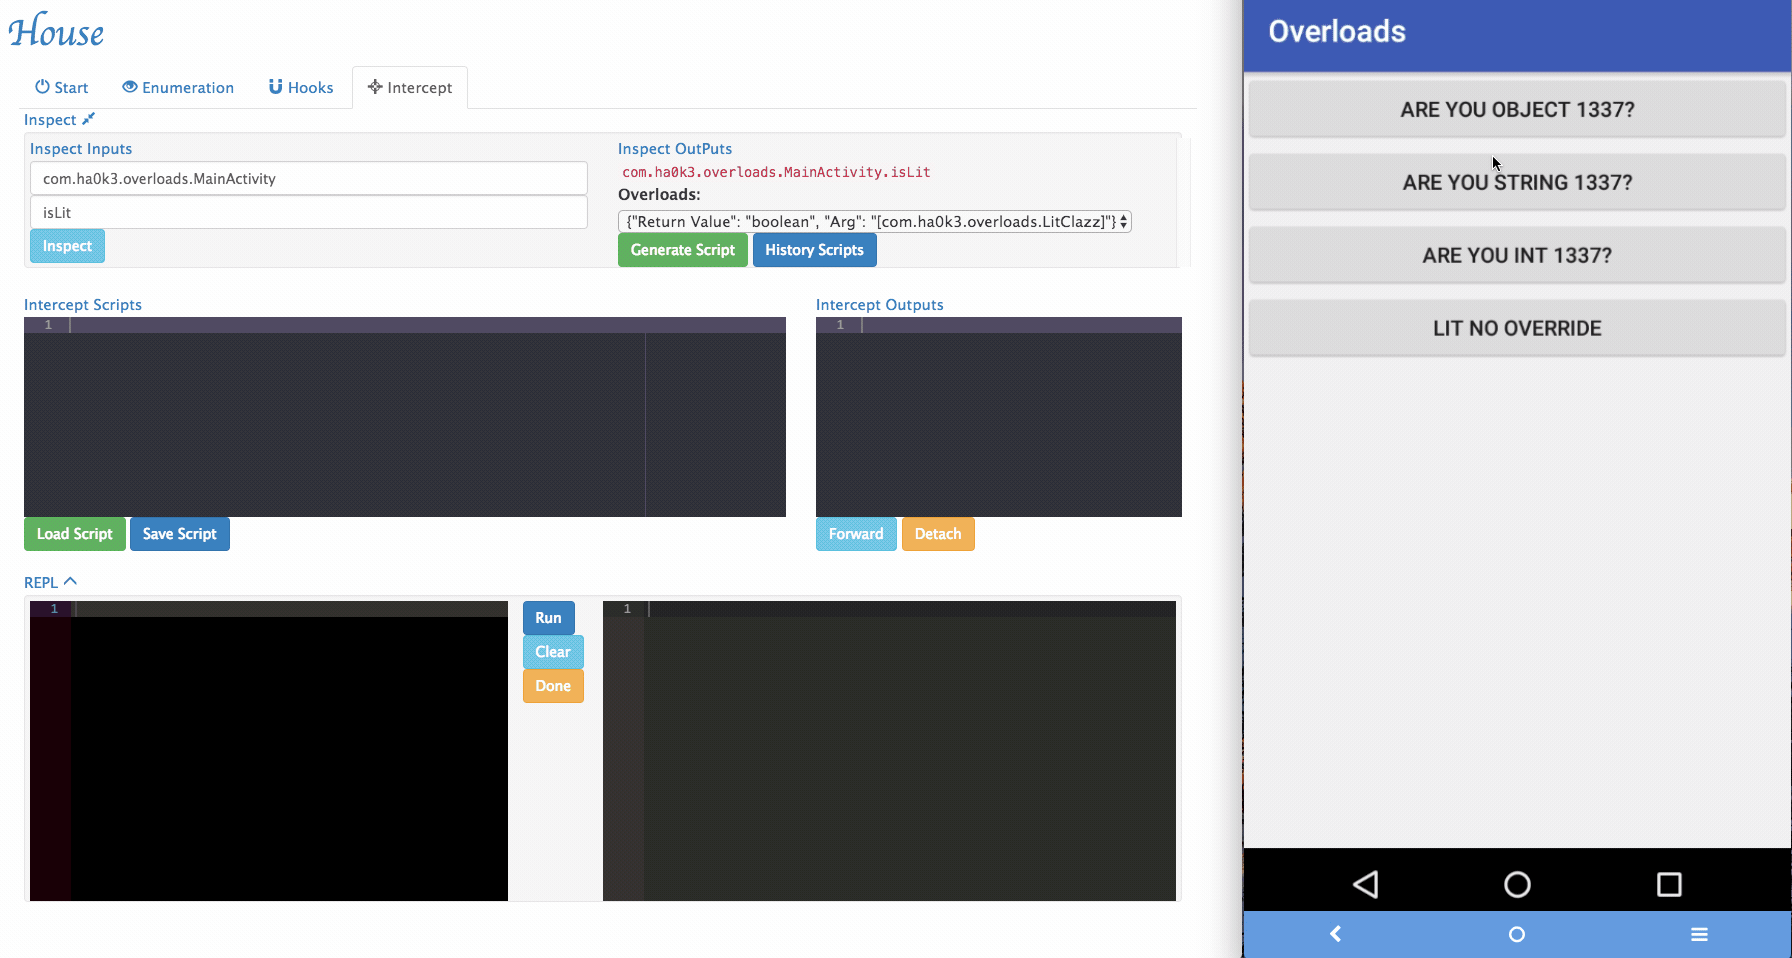 House
Start
Enumeration
Hooks
Intercept
Inspect
Inspect Inputs
com.ha0k3.overloads.MainActivity
isLit
Inspect
Inspect OutPuts
com.ha0k3.overloads.MainActivity.isLit
Overloads:
{"Return Value": "boolean", "Arg": "[com.ha0k3.overloads.LitClazz]"}
Generate Script
History Scripts
Intercept Scripts
1
Load Script
Save Script
Intercept Outputs
1
Forward
Detach
REPL
1
Run
Clear
Done
1
Overloads
ARE YOU OBJECT 1337?
ARE YOU STRING 1337?
ARE YOU INT 1337?
LIT NO OVERRIDE